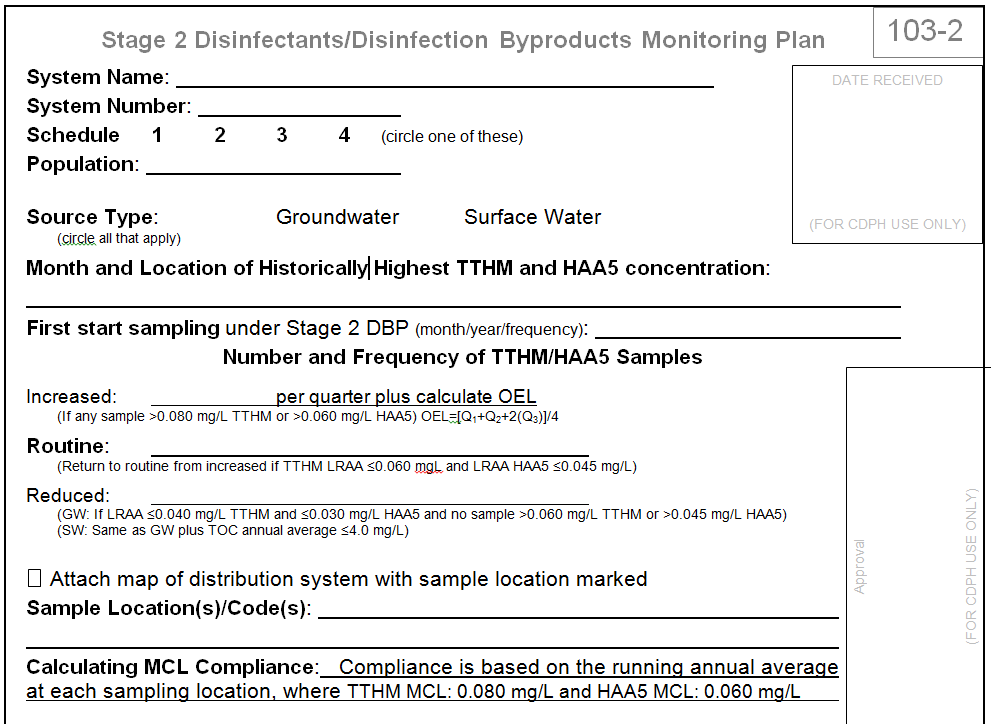 Stage 2 Disinfectants/Disinfection Byproducts Monitoring Plan
103-2
System Name:
DATE RECEIVED
System Number:
Schedule 1 2 3 4 (circle one of these)
Population:
Source Type: Groundwater Surface Water
(FOR CDPH USE ONLY)
(circle all that apply)
Month and Location of Historically Highest TTHM and HAA5 concentration:
First start sampling under Stage 2 DBP (month/year/frequency):
Number and Frequency of TTHM/HAA5 Samples
Increased: per quarter plus calculate OEL
(If any sample >0.080 mg/L TTHM or >0.060 mg/L HAA5) OEL=[Q₁+Q₂+2(Q₃)]/4
Routine:
(Return to routine from increased if TTHM LRAA ≤0.060 mgL and LRAA HAA5 ≤0.045 mg/L)
Reduced:
(GW: If LRAA ≤0.040 mg/L TTHM and ≤0.030 mg/L HAA5 and no sample >0.060 mg/L TTHM or >0.045 mg/L HAA5)
(SW: Same as GW plus TOC annual average ≤4.0 mg/L)
Approval
(FOR CDPH USE ONLY)
Attach map of distribution system with sample location marked
Sample Location(s)/Code(s):
Calculating MCL Compliance: Compliance is based on the running annual average
at each sampling location, where TTHM MCL: 0.080 mg/L and HAA5 MCL: 0.060 mg/L